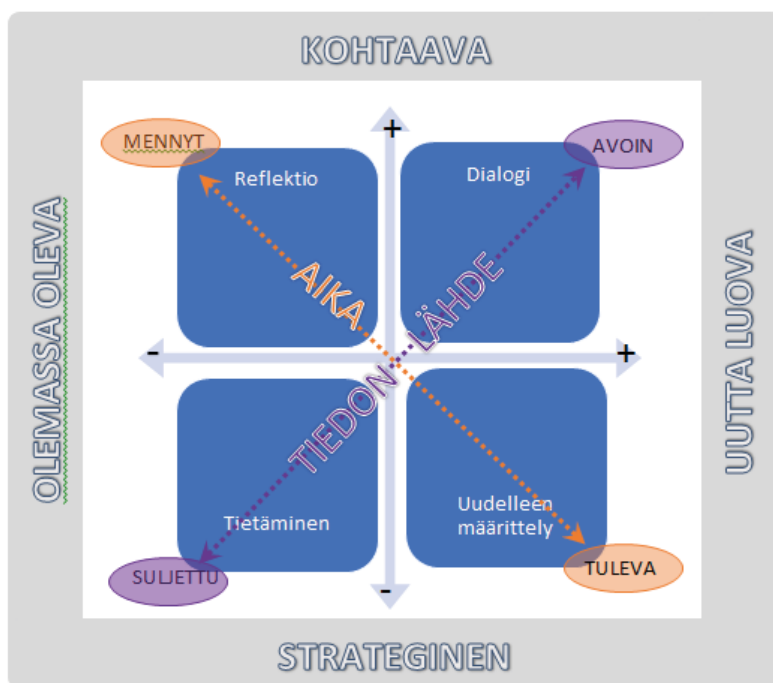 KOHTAAVA
MENNYT
+
AVOIN
Reflektio
Dialogi
OLEMASSA OLEVA
AIKA
TIEDON LÄHDE
UUTTA LUOVA
-
+
Tietäminen
Uudelleen
määrittely
SULJETTU
-
TULEVA
STRATEGINEN